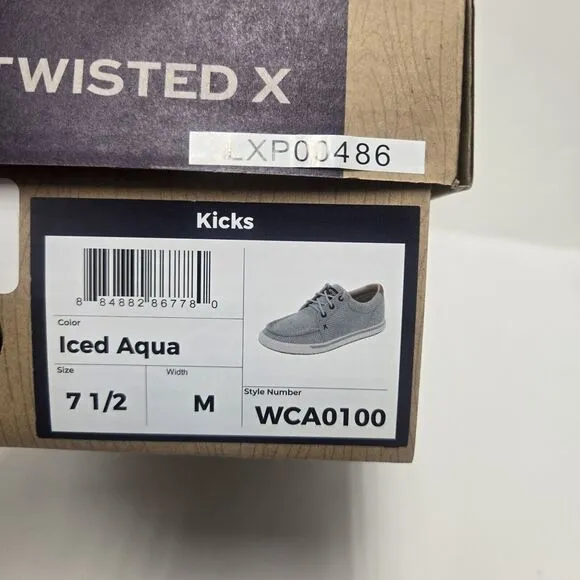 TWISTED X
LXP00486
Kicks
8 84882 86778 0
Color
Iced Aqua
Size
Width
7 1/2
M
Style Number
WCA0100